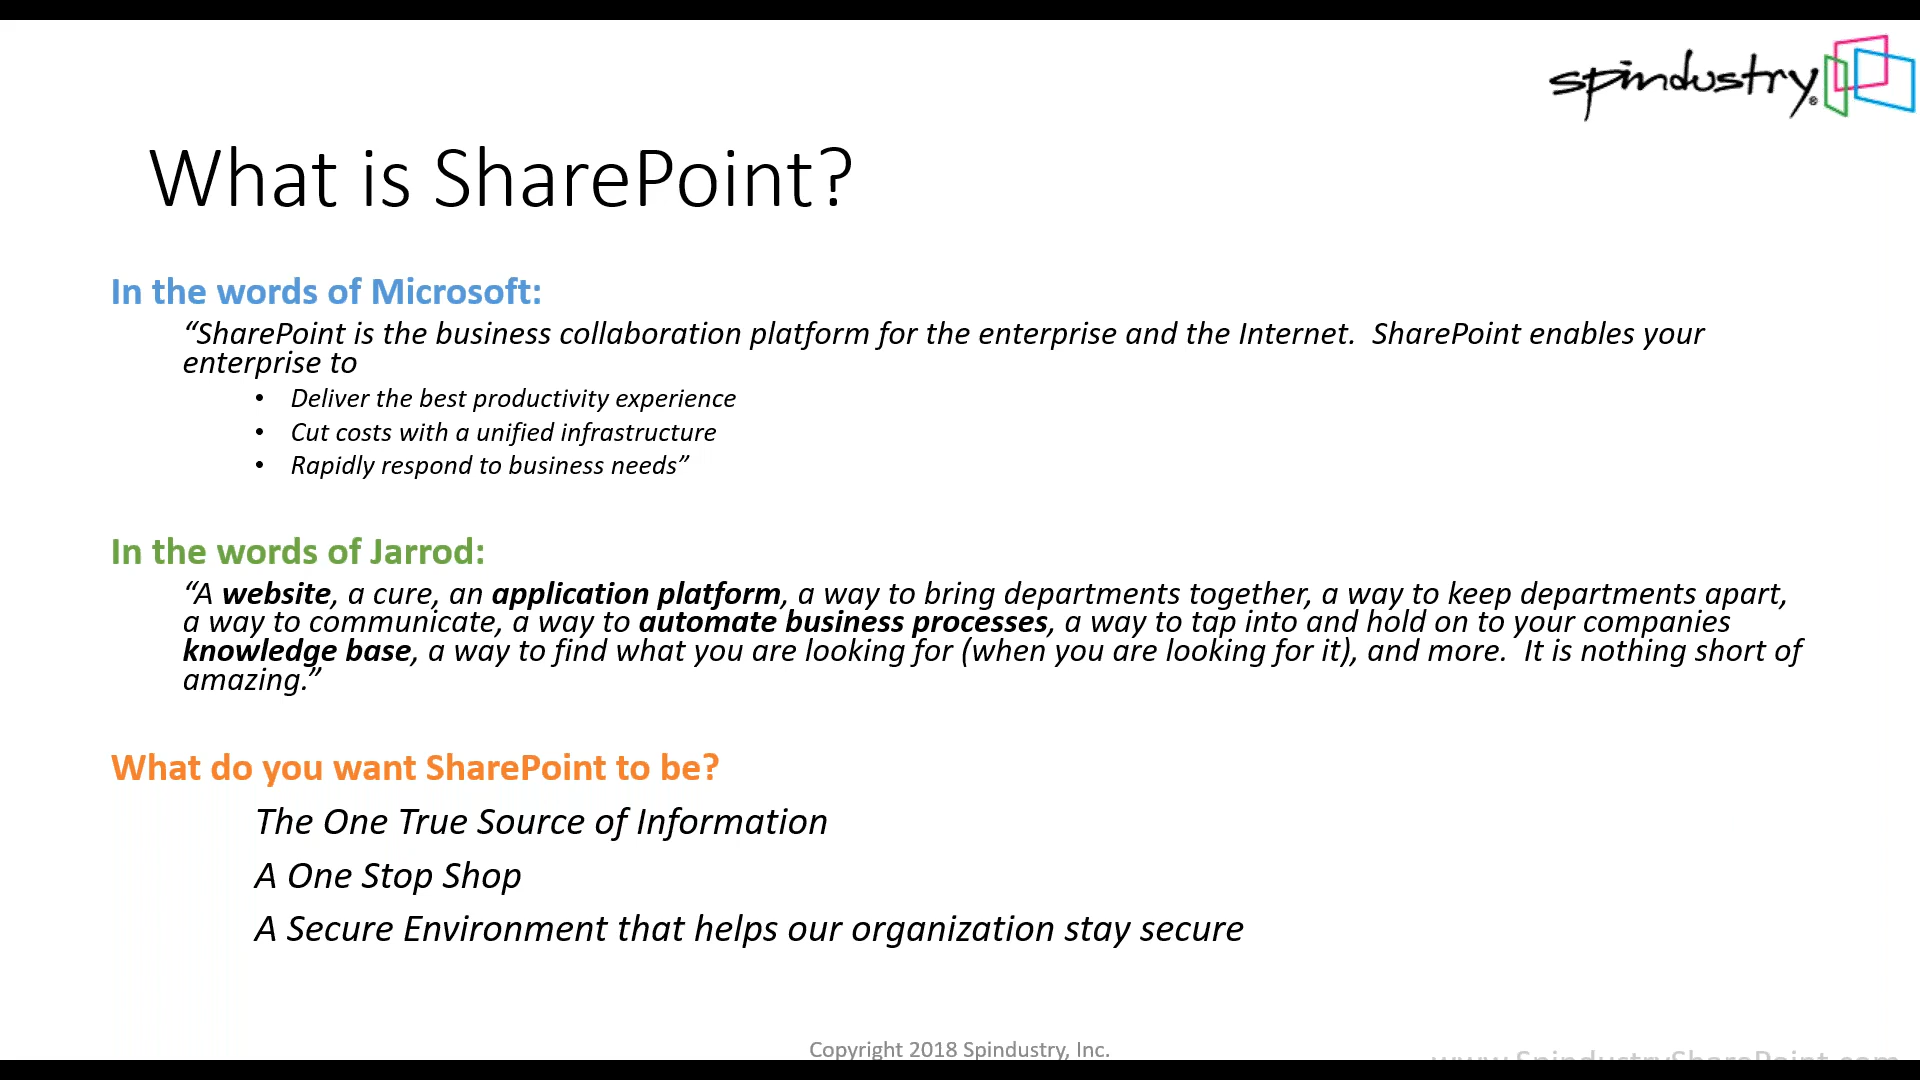 spindustry®
What is SharePoint?
In the words of Microsoft:
“SharePoint is the business collaboration platform for the enterprise and the Internet.  SharePoint enables your
enterprise to
• Deliver the best productivity experience
• Cut costs with a unified infrastructure
• Rapidly respond to business needs”
In the words of Jarrod:
“A website, a cure, an application platform, a way to bring departments together, a way to keep departments apart,
a way to communicate, a way to automate business processes, a way to tap into and hold on to your companies
knowledge base, a way to find what you are looking for (when you are looking for it), and more.  It is nothing short of
amazing.”
What do you want SharePoint to be?
The One True Source of Information
A One Stop Shop
A Secure Environment that helps our organization stay secure
Copyright 2018 Spindustry, Inc.
www.SpindustrySharePoint.com